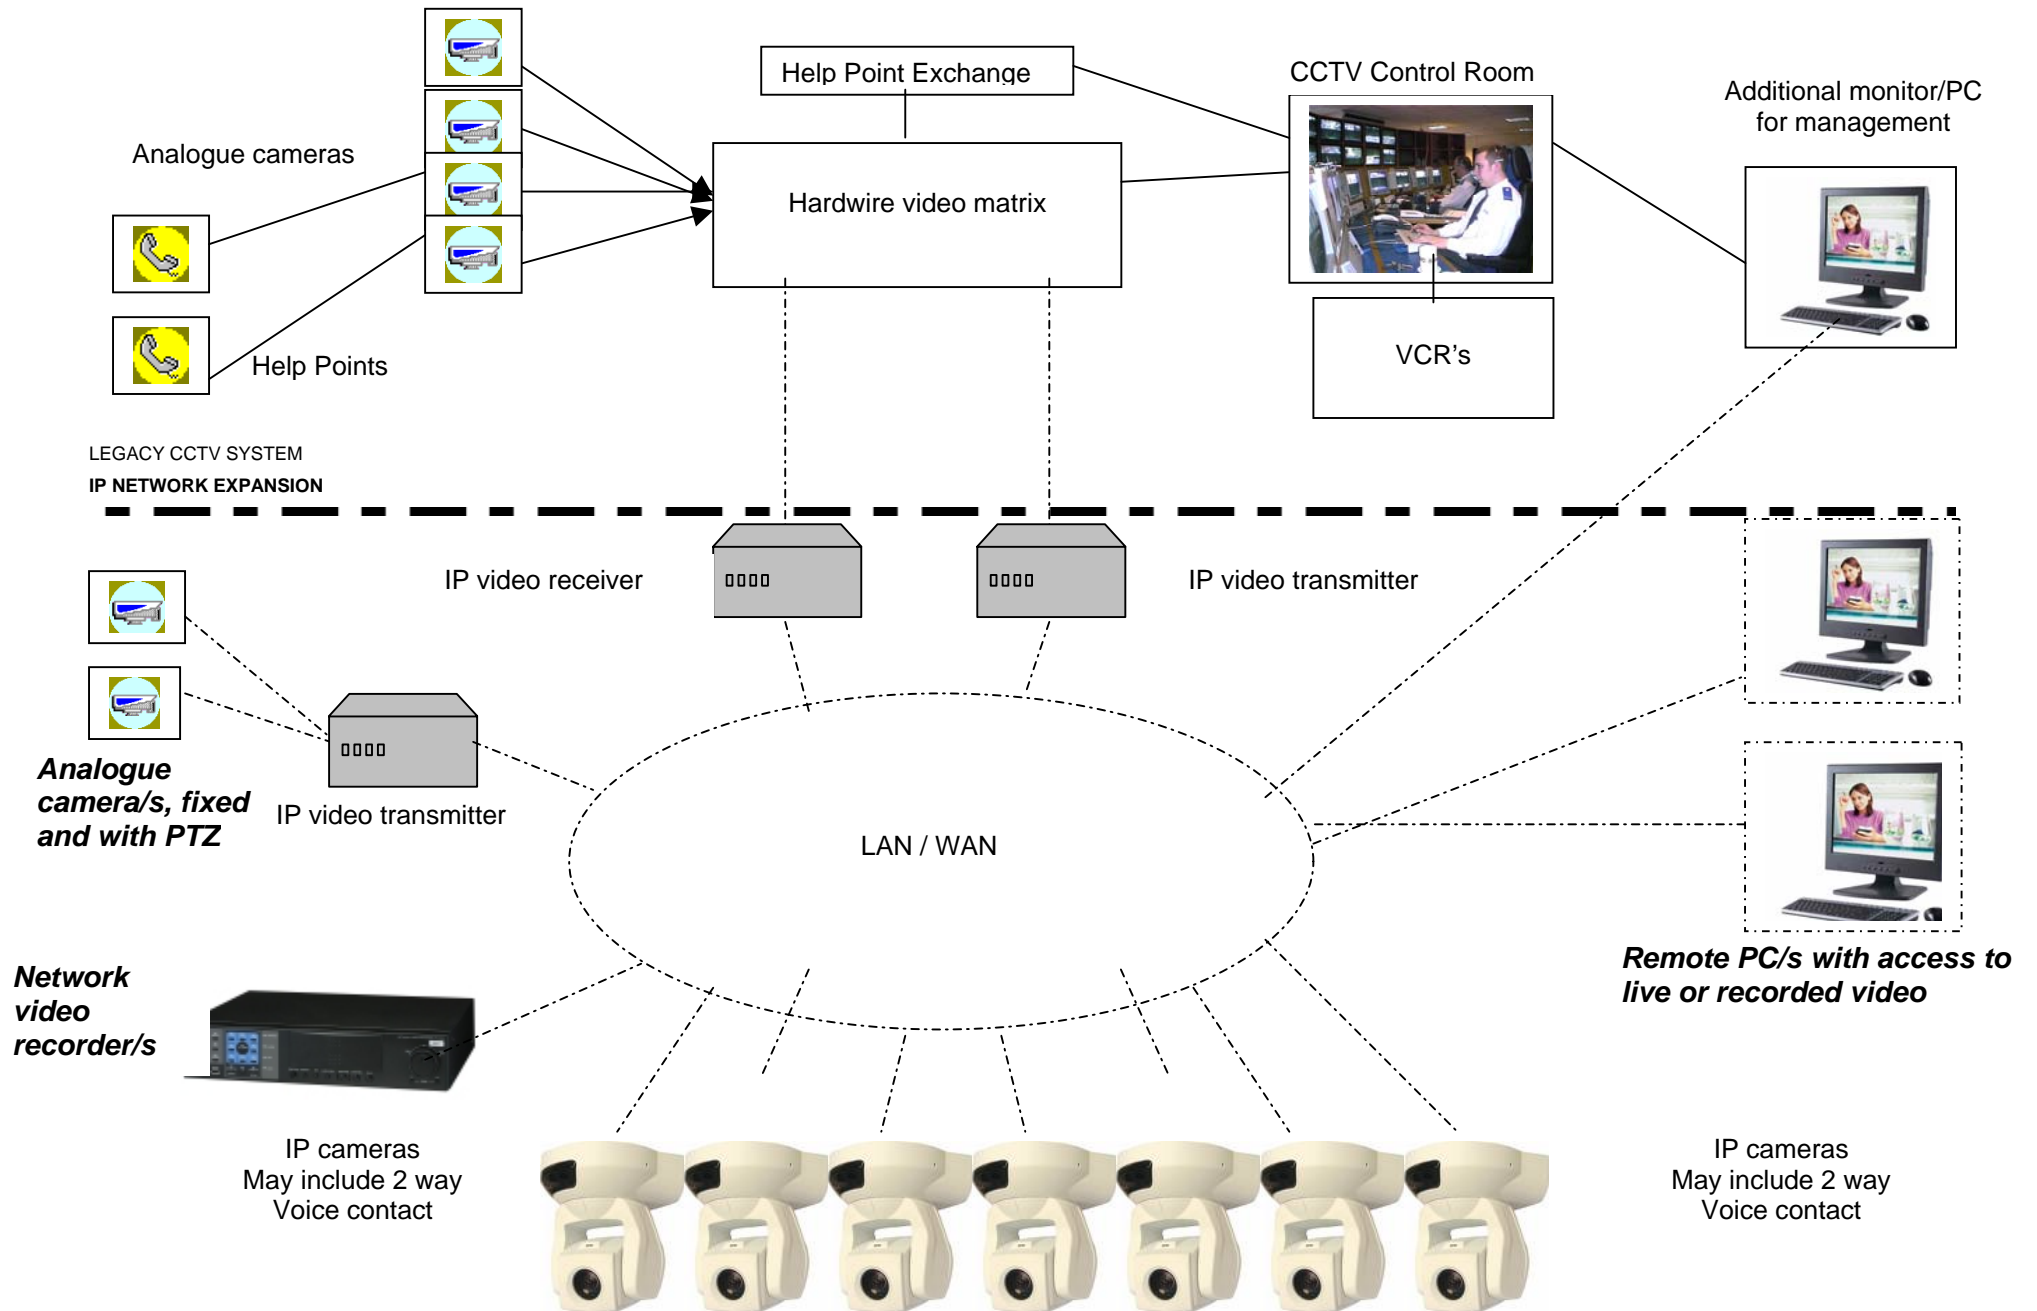 Help Point Exchange
CCTV Control Room
Additional monitor/PC
for management
Analogue cameras
Hardwire video matrix
VCR's
Help Points
LEGACY CCTV SYSTEM
IP NETWORK EXPANSION
IP video receiver
IP video transmitter
Analogue
camera/s, fixed
and with PTZ
IP video transmitter
LAN / WAN
Network
video
recorder/s
Remote PC/s with access to
live or recorded video
IP cameras
May include 2 way
Voice contact
IP cameras
May include 2 way
Voice contact